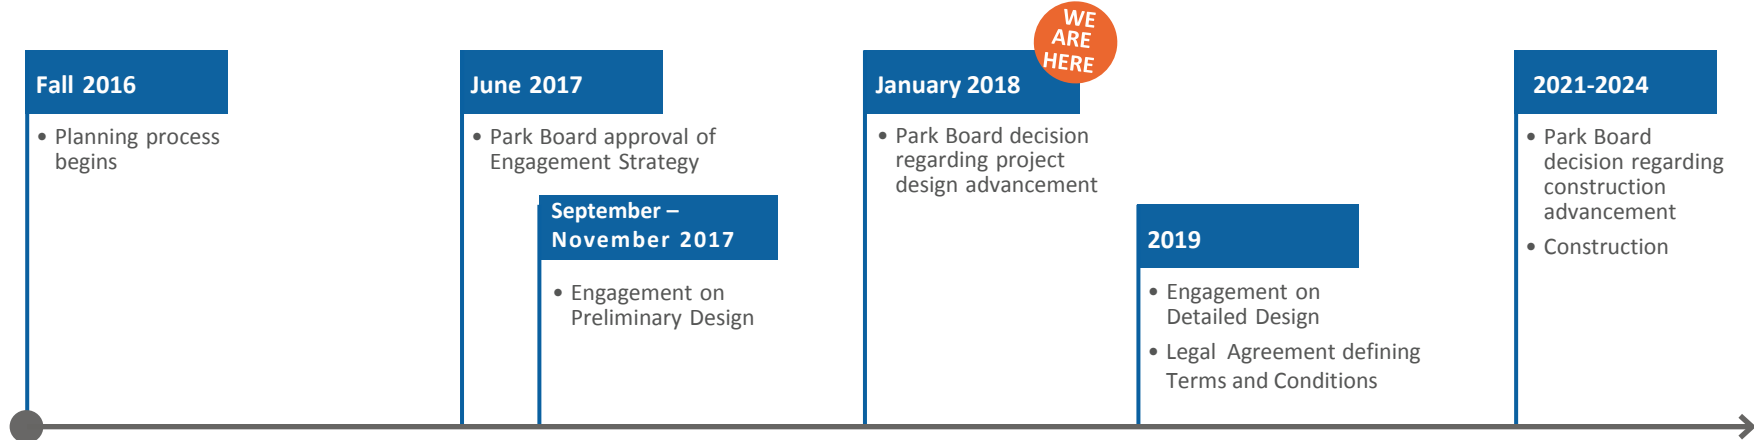 Fall 2016
• Planning process
begins
June 2017
• Park Board approval of
Engagement Strategy
September –
November 2017
• Engagement on
Preliminary Design
WE
ARE
HERE
January 2018
• Park Board decision
regarding project
design advancement
2019
• Engagement on
Detailed Design
• Legal Agreement defining
Terms and Conditions
2021-2024
• Park Board
decision regarding
construction
advancement
• Construction